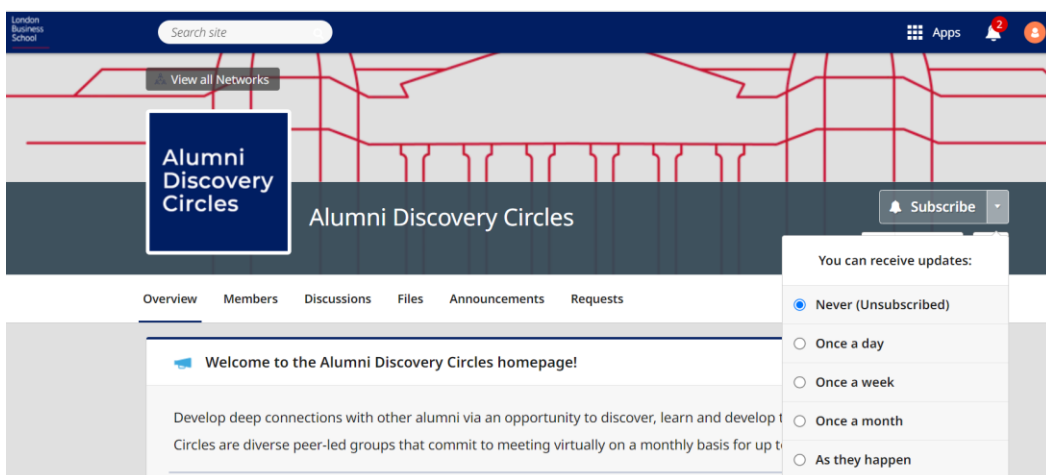 London
Business
School
Search site
Apps
2
View all Networks
Alumni
Discovery
Circles
Alumni Discovery Circles
Subscribe
You can receive updates:
Overview Members Discussions Files Announcements Requests
Never (Unsubscribed)
Once a day
Once a week
Once a month
As they happen
Welcome to the Alumni Discovery Circles homepage!
Develop deep connections with other alumni via an opportunity to discover, learn and develop
Circles are diverse peer-led groups that commit to meeting virtually on a monthly basis for up